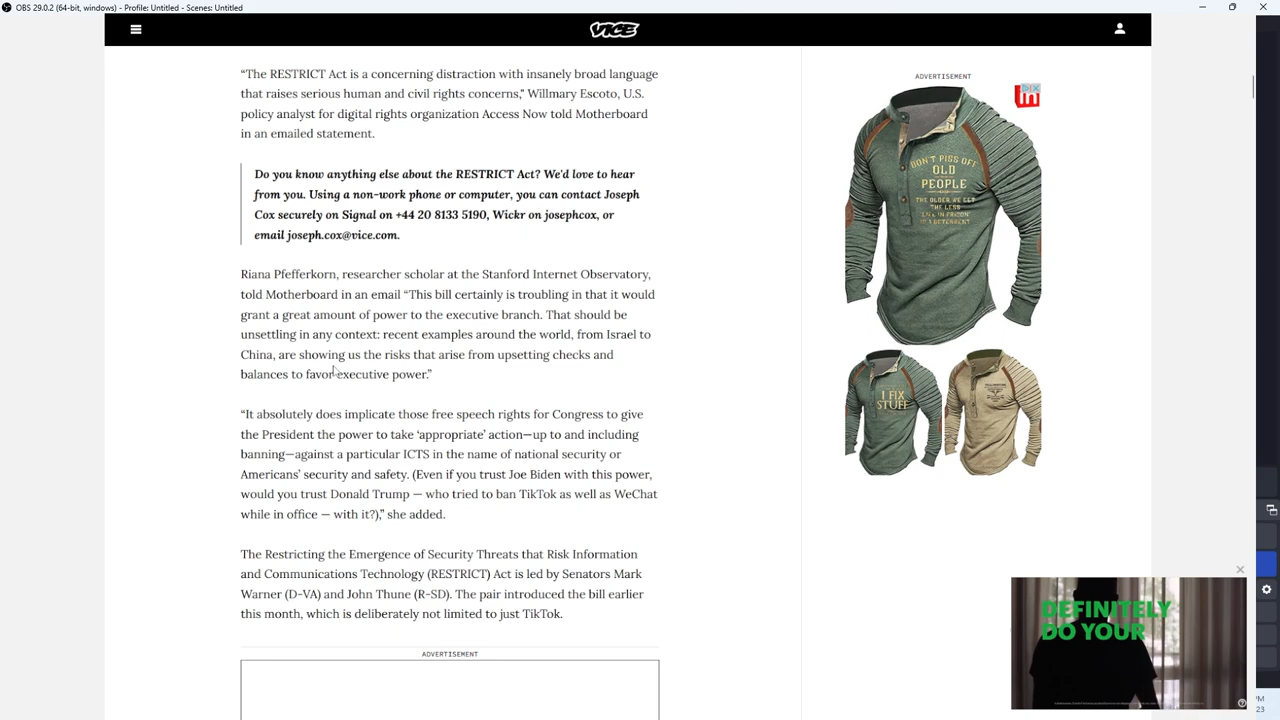 OBS 29.0.2 (64-bit, windows) - Profile: Untitled - Scenes: Untitled
VICE
“The RESTRICT Act is a concerning distraction with insanely broad language
that raises serious human and civil rights concerns," Willmary Escoto, U.S.
policy analyst for digital rights organization Access Now told Motherboard
in an emailed statement.
Do you know anything else about the RESTRICT Act? We'd love to hear
from you. Using a non-work phone or computer, you can contact Joseph
Cox securely on Signal on +44 20 8133 5190, Wickr on josephcox, or
email joseph.cox@vice.com.
Riana Pfefferkorn, researcher scholar at the Stanford Internet Observatory,
told Motherboard in an email “This bill certainly is troubling in that it would
grant a great amount of power to the executive branch. That should be
unsettling in any context: recent examples around the world, from Israel to
China, are showing us the risks that arise from upsetting checks and
balances to favor executive power.”
“It absolutely does implicate those free speech rights for Congress to give
the President the power to take ‘appropriate’ action—up to and including
banning—against a particular ICTS in the name of national security or
Americans’ security and safety. (Even if you trust Joe Biden with this power,
would you trust Donald Trump — who tried to ban TikTok as well as WeChat
while in office — with it?),” she added.
The Restricting the Emergence of Security Threats that Risk Information
and Communications Technology (RESTRICT) Act is led by Senators Mark
Warner (D-VA) and John Thune (R-SD). The pair introduced the bill earlier
this month, which is deliberately not limited to just TikTok.
ADVERTISEMENT
ADVERTISEMENT
DON'T PISS OFF
OLD
PEOPLE
THE OLDER WE GET
THE LESS
LIFE IN PRISON
IS A DETERRENT
I FIX
STUFF
DEFINITELY
DO YOUR
PM
23